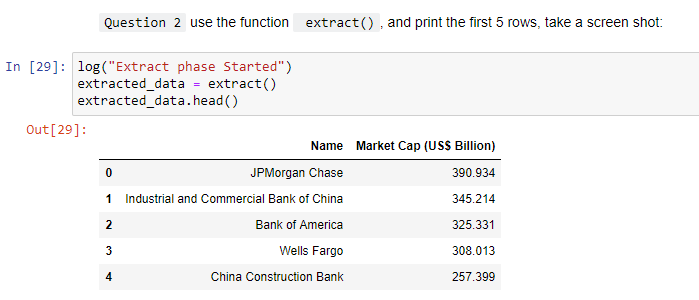 Question 2 use the function extract() , and print the first 5 rows, take a screen shot:
In [29]: log("Extract phase Started")
extracted_data = extract()
extracted_data.head()
Out[29]:
Name Market Cap (US$ Billion)
0 JPMorgan Chase 390.934
1 Industrial and Commercial Bank of China 345.214
2 Bank of America 325.331
3 Wells Fargo 308.013
4 China Construction Bank 257.399